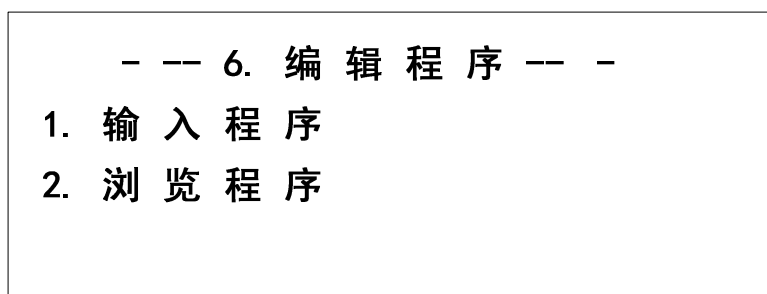 - -- 6. 编 辑 程 序 -- -
1. 输 入 程 序
2. 浏 览 程 序